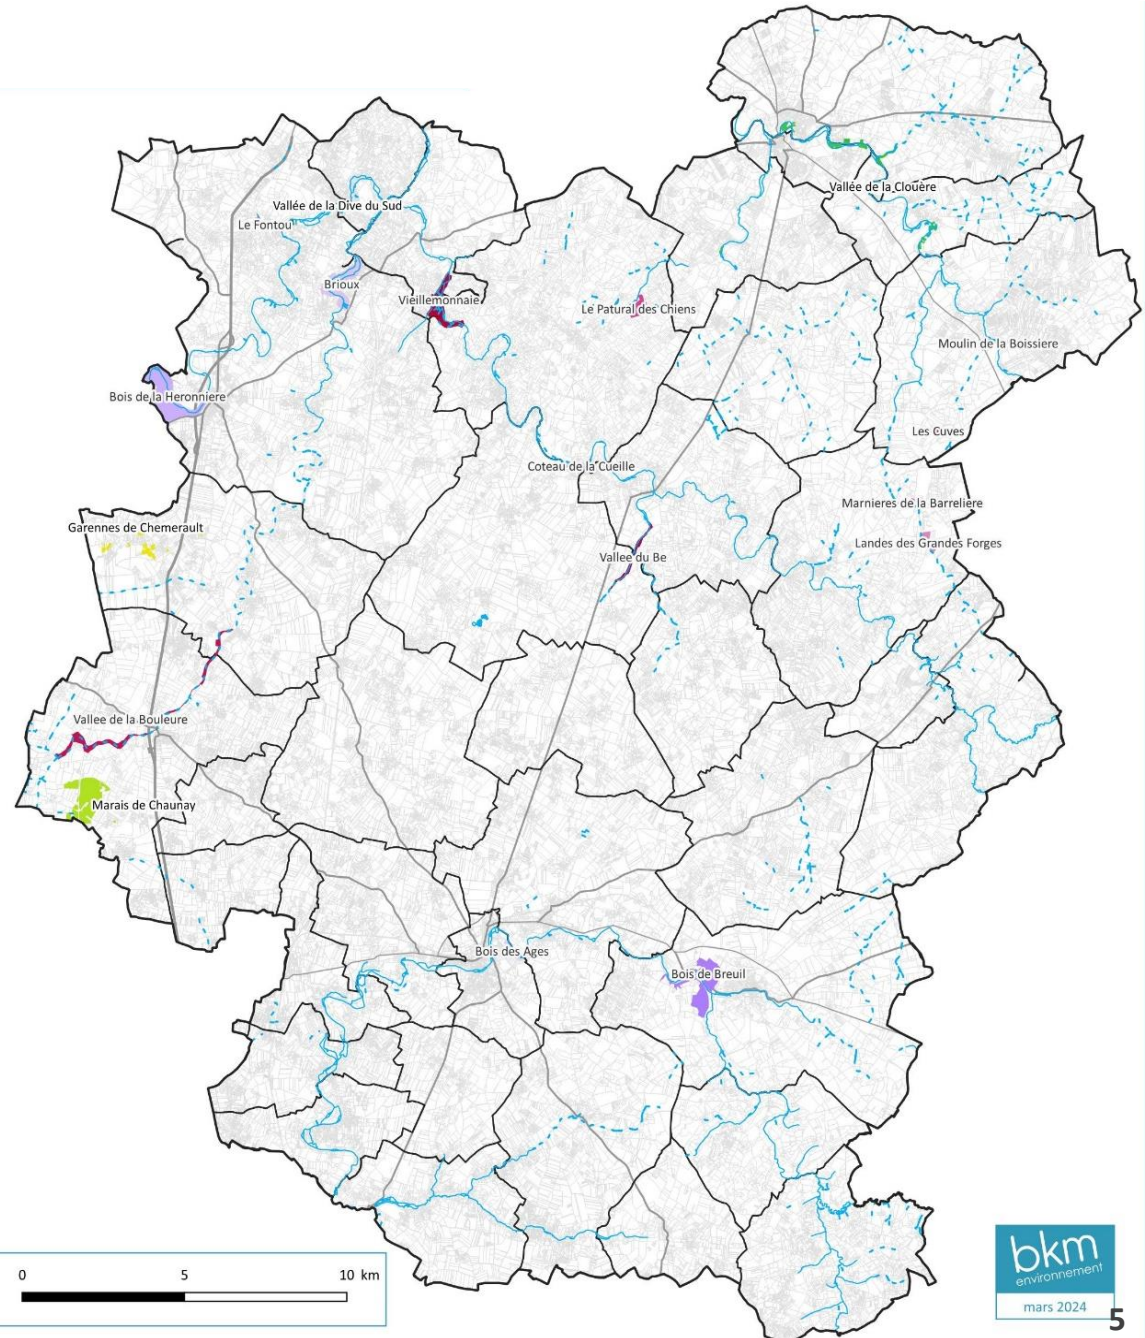 Vallée de la Clouère
Vallée de la Dive du Sud
Le Fontou
Brioux
Vieillemonnaie
Le Patural des Chiens
Moulin de la Boissiere
Bois de la Heronniere
Les Cuves
Coteau de la Cueille
Marnieres de la Barreliere
Garennes de Chemerault
Landes des Grandes Forges
Vallee du Be
Vallee de la Bouleure
Marais de Chaunay
Bois des Ages
Bois de Breuil
0 5 10 km
bkm
environnement
mars 2024
5